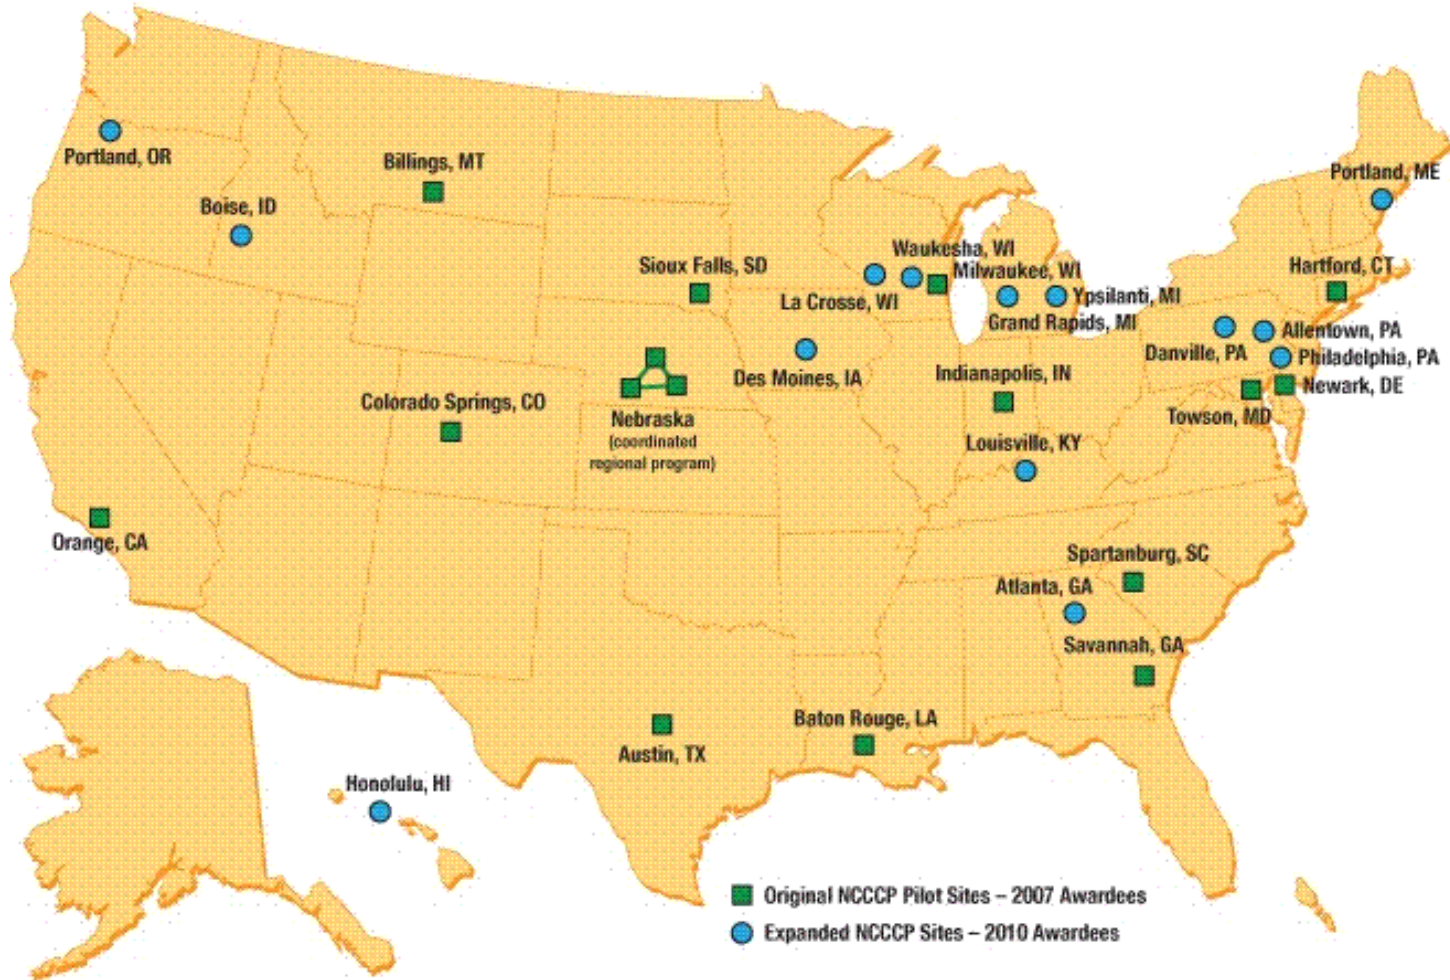 Portland, OR
Billings, MT
Portland, ME
Boise, ID
Waukesha, WI
Sioux Falls, SD
Milwaukee, WI
Hartford, CT
La Crosse, WI
Ypsilanti, MI
Grand Rapids, MI
Allentown, PA
Danville, PA
Philadelphia, PA
Des Moines, IA
Indianapolis, IN
Newark, DE
Colorado Springs, CO
Towson, MD
Nebraska
(coordinated
regional program)
Louisville, KY
Orange, CA
Spartanburg, SC
Atlanta, GA
Savannah, GA
Baton Rouge, LA
Austin, TX
Honolulu, HI
Original NCCCP Pilot Sites – 2007 Awardees
Expanded NCCCP Sites – 2010 Awardees